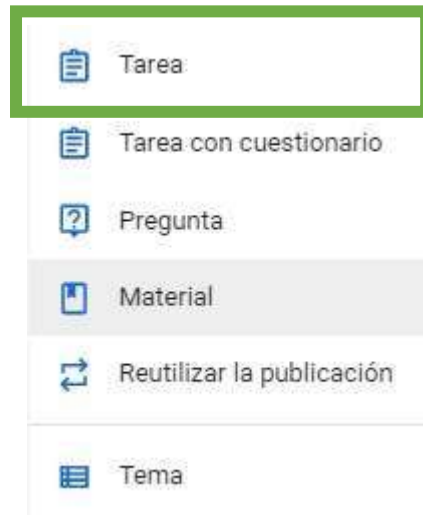 Tarea
Tarea con cuestionario
Pregunta
Material
Reutilizar la publicación
Tema